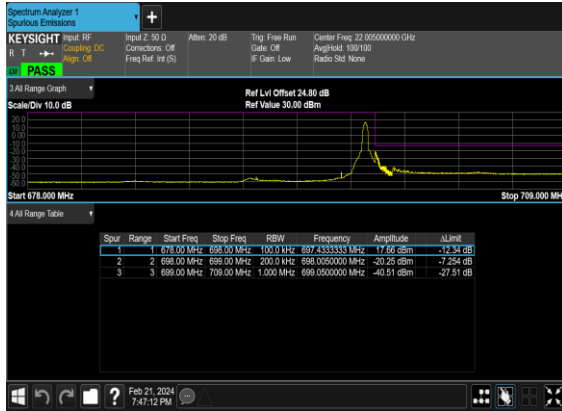 Spectrum Analyzer 1
Spurious Emissions
+
KEYSIGHT Input: RF Input Z: 50 Ω Atten: 20 dB Trig: Free Run Center Freq: 22.005000000 GHz
R T Coupling: DC Corrections: Off Gate: Off Avg|Hold: 100/100
Align: Off Freq Ref: Int (S) IF Gain: Low Radio Std: None
PASS
3 All Range Graph Ref Lvl Offset 24.80 dB
Scale/Div 10.0 dB Ref Value 30.00 dBm
20.0
10.0
0.00
-10.0
-20.0
-30.0
-40.0
-50.0
-60.0
Start 678.000 MHz Stop 709.000 MH
4 All Range Table
Spur Range Start Freq Stop Freq RBW Frequency Amplitude ΔLimit
1 1 678.00 MHz 698.00 MHz 100.0 kHz 697.4333333 MHz 17.66 dBm -12.34 dB
2 2 698.00 MHz 699.00 MHz 200.0 kHz 698.0050000 MHz -20.25 dBm -7.254 dB
3 3 699.00 MHz 709.00 MHz 1.000 MHz 699.0500000 MHz -40.51 dBm -27.51 dB
? Feb 21, 2024
7:47:12 PM